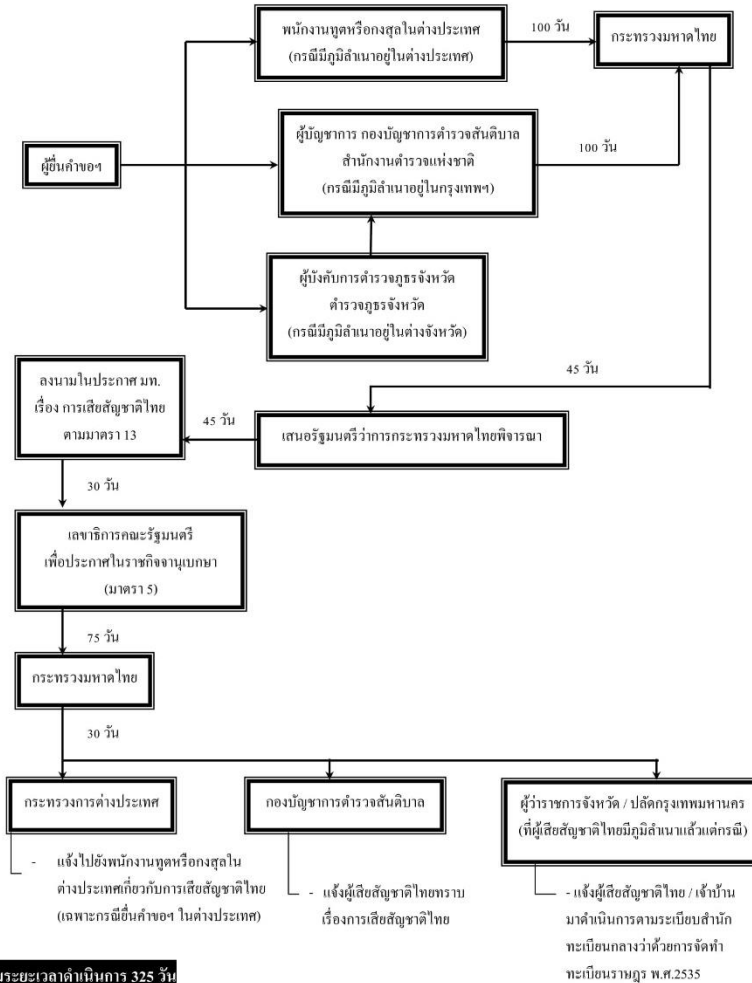 พนักงานทูตหรือกงสุลในต่างประเทศ
(กรณีมีภูมิลำเนาอยู่ในต่างประเทศ)
100 วัน
กระทรวงมหาดไทย
ผู้ยื่นคำขอฯ
ผู้บัญชาการ กองบัญชาการตำรวจสันติบาล
สำนักงานตำรวจแห่งชาติ
(กรณีมีภูมิลำเนาอยู่ในกรุงเทพฯ)
100 วัน
ผู้บังคับการตำรวจภูธรจังหวัด
ตำรวจภูธรจังหวัด
(กรณีมีภูมิลำเนาอยู่ในต่างจังหวัด)
45 วัน
เสนอรัฐมนตรีว่าการกระทรวงมหาดไทยพิจารณา
45 วัน
ลงนามในประกาศ มท.
เรื่อง การเสียสัญชาติไทย
ตามมาตรา 13
30 วัน
เลขาธิการคณะรัฐมนตรี
เพื่อประกาศในราชกิจจานุเบกษา
(มาตรา 5)
75 วัน
กระทรวงมหาดไทย
30 วัน
กระทรวงการต่างประเทศ
- แจ้งไปยังพนักงานทูตหรือกงสุลใน
ต่างประเทศเกี่ยวกับการเสียสัญชาติไทย
(เฉพาะกรณียื่นคำขอฯ ในต่างประเทศ)
กองบัญชาการตำรวจสันติบาล
- แจ้งผู้เสียสัญชาติไทยทราบ
เรื่องการเสียสัญชาติไทย
ผู้ว่าราชการจังหวัด / ปลัดกรุงเทพมหานคร
(ที่ผู้เสียสัญชาติไทยมีภูมิลำเนาแล้วแต่กรณี)
- แจ้งผู้เสียสัญชาติไทย / เจ้าบ้าน
มาดำเนินการตามระเบียบสำนัก
ทะเบียนกลางว่าด้วยการจัดทำ
ทะเบียนราษฎร พ.ศ.2535
ระยะเวลาดำเนินการ 325 วัน